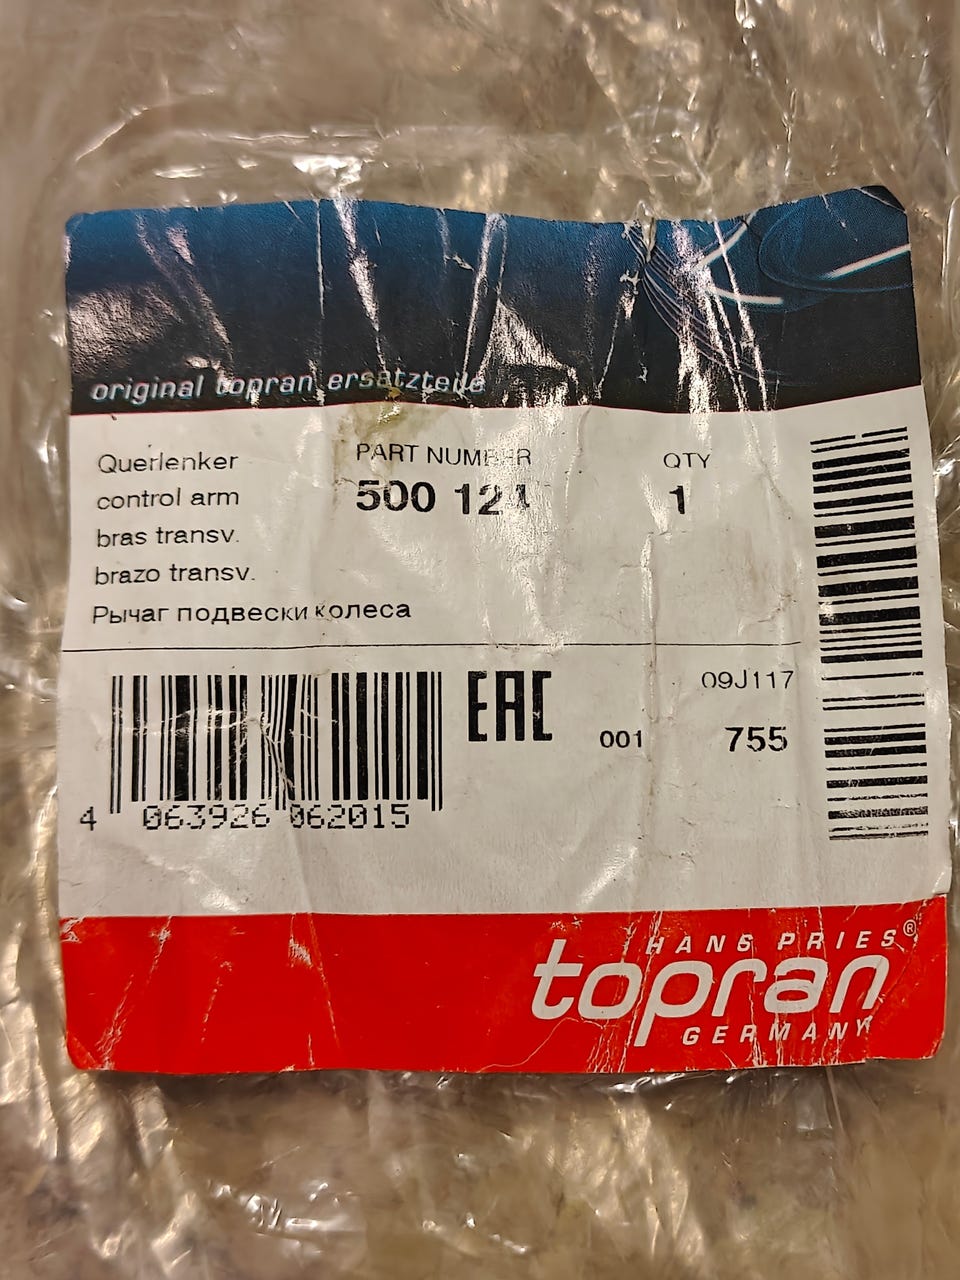 original topran ersatzteile
Querlenker
control arm
bras transv.
brazo transv.
Рычаг подвески колеса
PART NUMBER
500 124
QTY
1
4 063926 062015
EAC
09J117
001 755
HANS PRIES®
topran
GERMANY